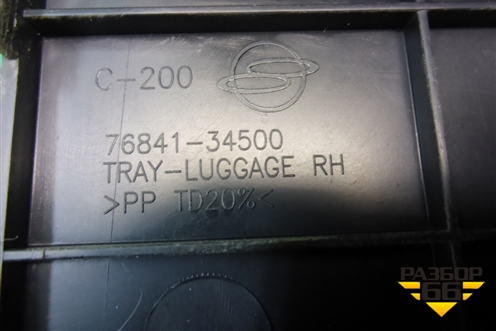 C-200
76841-34500
TRAY-LUGGAGE RH
>PP TD20%<
РАЗБОР
66